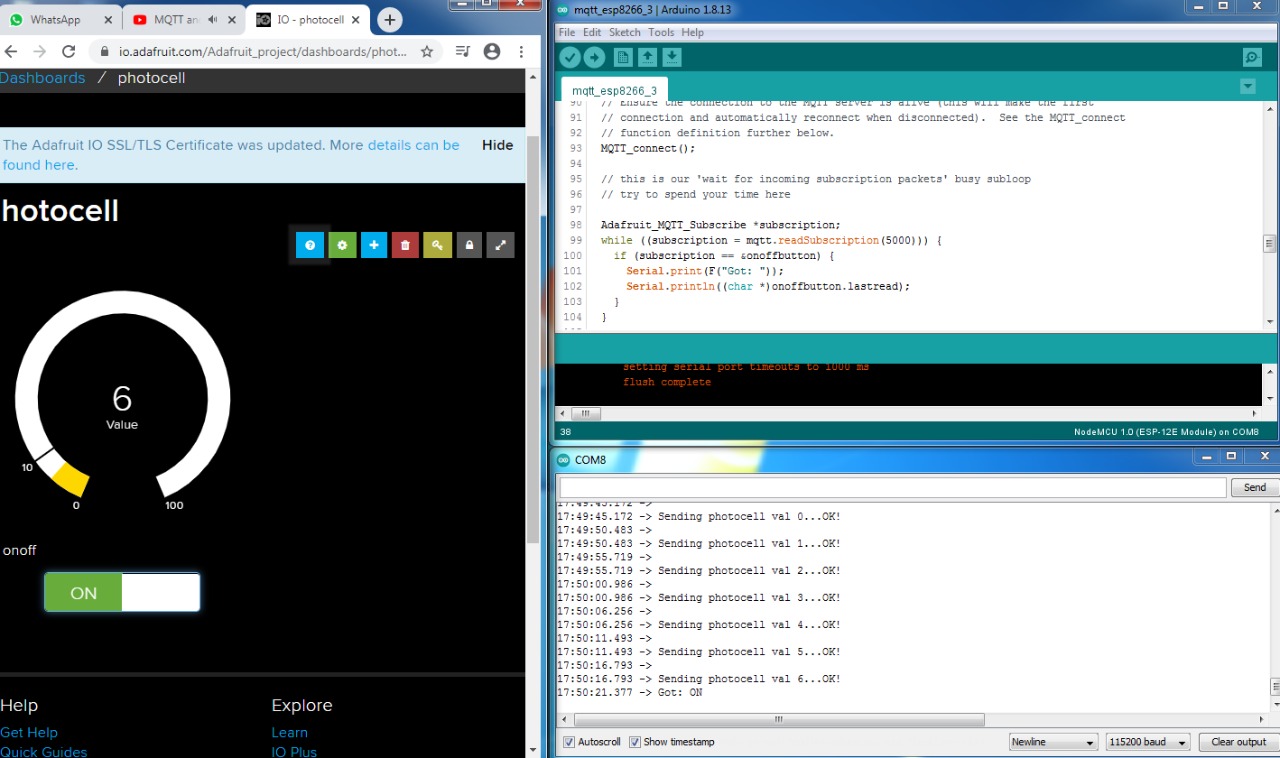 WhatsApp
MQTT an
IO - photocell
io.adafruit.com/Adafruit_project/dashboards/phot...
Dashboards / photocell
The Adafruit IO SSL/TLS Certificate was updated. More details can be
found here.
Hide
hotocell
6
Value
10
0
100
onoff
ON
Help
Get Help
Quick Guides
Explore
Learn
IO Plus
mqtt_esp8266_3 | Arduino 1.8.13
File Edit Sketch Tools Help
mqtt_esp8266_3
90 // Ensure the connection to the MQTT server is alive (this will make the first
91 // connection and automatically reconnect when disconnected).  See the MQTT_connect
92 // function definition further below.
93 MQTT_connect();
94
95 // this is our 'wait for incoming subscription packets' busy subloop
96 // try to spend your time here
97
98 Adafruit_MQTT_Subscribe *subscription;
99 while ((subscription = mqtt.readSubscription(5000))) {
100 if (subscription == &onoffbutton) {
101 Serial.print(F("Got: "));
102 Serial.println((char *)onoffbutton.lastread);
103 }
104 }
setting serial port timeouts to 1000 ms
flush complete
38
NodeMCU 1.0 (ESP-12E Module) on COM8
COM8
Send
17:49:45.172 ->
17:49:45.172 -> Sending photocell val 0...OK!
17:49:50.483 ->
17:49:50.483 -> Sending photocell val 1...OK!
17:49:55.719 ->
17:49:55.719 -> Sending photocell val 2...OK!
17:50:00.986 ->
17:50:00.986 -> Sending photocell val 3...OK!
17:50:06.256 ->
17:50:06.256 -> Sending photocell val 4...OK!
17:50:11.493 ->
17:50:11.493 -> Sending photocell val 5...OK!
17:50:16.793 ->
17:50:16.793 -> Sending photocell val 6...OK!
17:50:21.377 -> Got: ON
Autoscroll
Show timestamp
Newline
115200 baud
Clear output